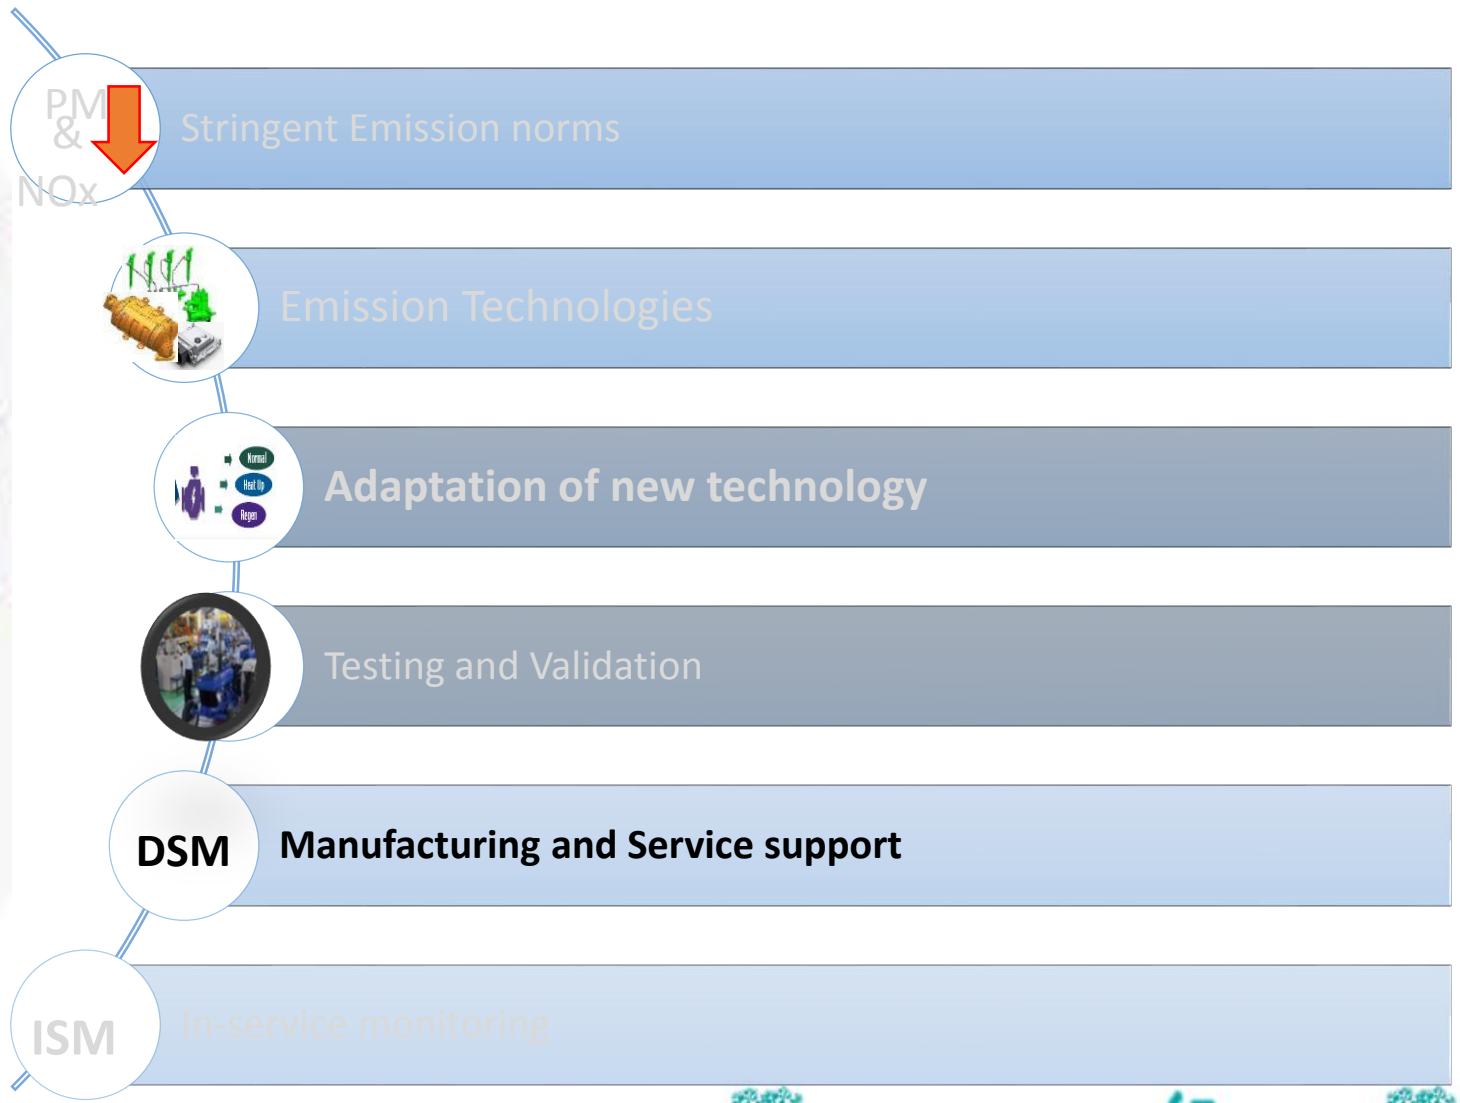 PM
&
NOx
Stringent Emission norms
Emission Technologies
Normal
Heat Up
Regen
Adaptation of new technology
Testing and Validation
DSM
Manufacturing and Service support
ISM
In-service monitoring